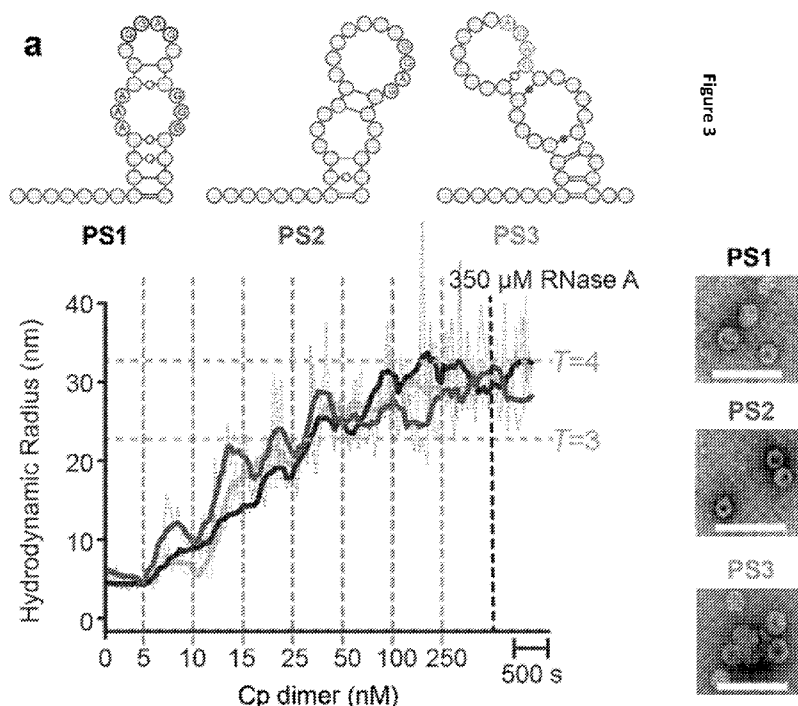 a
Figure 3
PS1
PS2
PS3
350 µM RNase A
Hydrodynamic Radius (nm)
40
30
20
10
0
T=4
T=3
0 5 10 15 25 50 100 250
500 s
Cp dimer (nM)
PS1
PS2
PS3